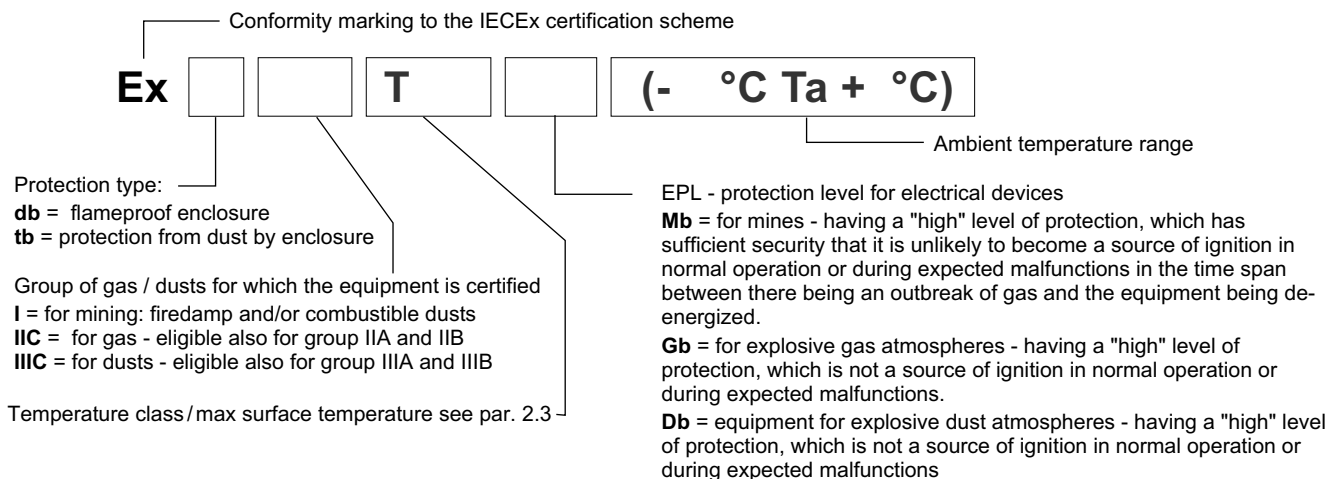 Conformity marking to the IECEx certification scheme
Ex T (- °C Ta + °C)
Ambient temperature range
Protection type:
db = flameproof enclosure
tb = protection from dust by enclosure
Group of gas / dusts for which the equipment is certified
I = for mining: firedamp and/or combustible dusts
IIC = for gas - eligible also for group IIA and IIB
IIIC = for dusts - eligible also for group IIIA and IIIB
Temperature class/max surface temperature see par. 2.3
EPL - protection level for electrical devices
Mb = for mines - having a "high" level of protection, which has
sufficient security that it is unlikely to become a source of ignition in
normal operation or during expected malfunctions in the time span
between there being an outbreak of gas and the equipment being de-
energized.
Gb = for explosive gas atmospheres - having a "high" level of
protection, which is not a source of ignition in normal operation or
during expected malfunctions.
Db = equipment for explosive dust atmospheres - having a "high" level
of protection, which is not a source of ignition in normal operation or
during expected malfunctions